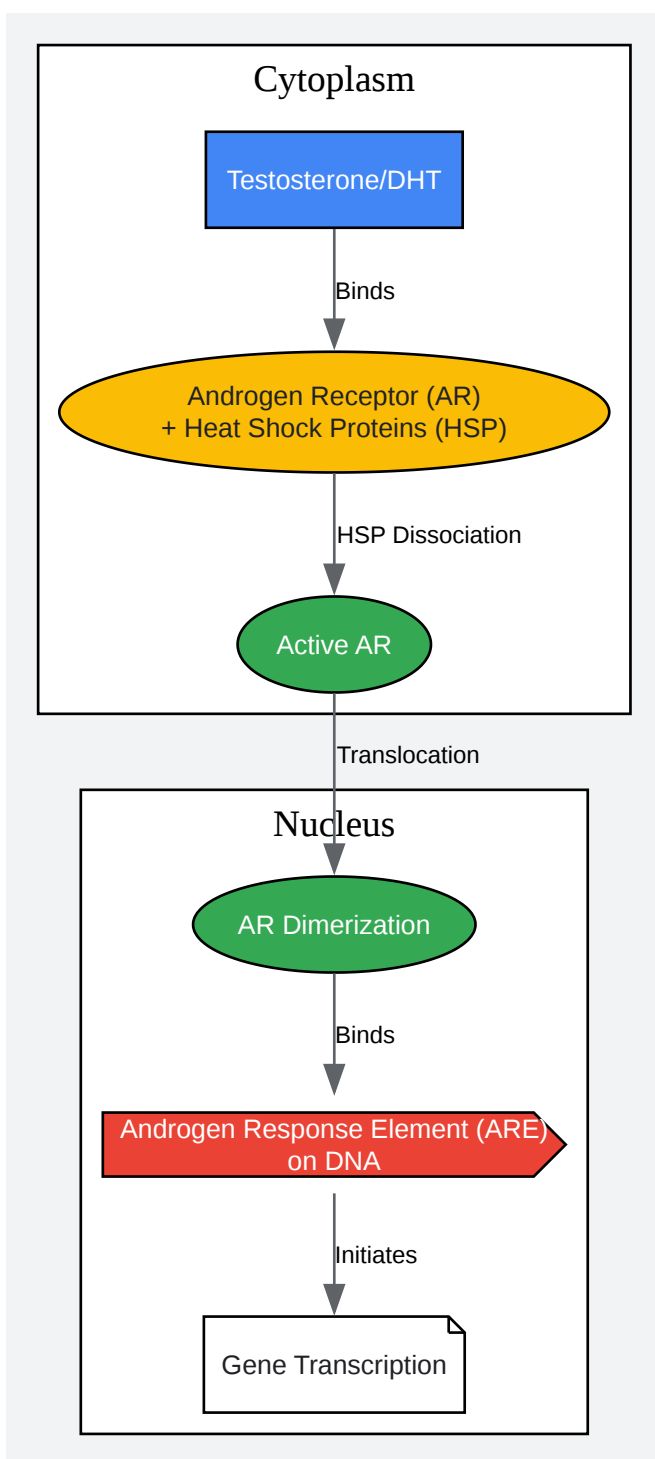 Cytoplasm
Testosterone/DHT
Binds
Androgen Receptor (AR)
+ Heat Shock Proteins (HSP)
HSP Dissociation
Active AR
Translocation
Nucleus
AR Dimerization
Binds
Androgen Response Element (ARE)
on DNA
Initiates
Gene Transcription